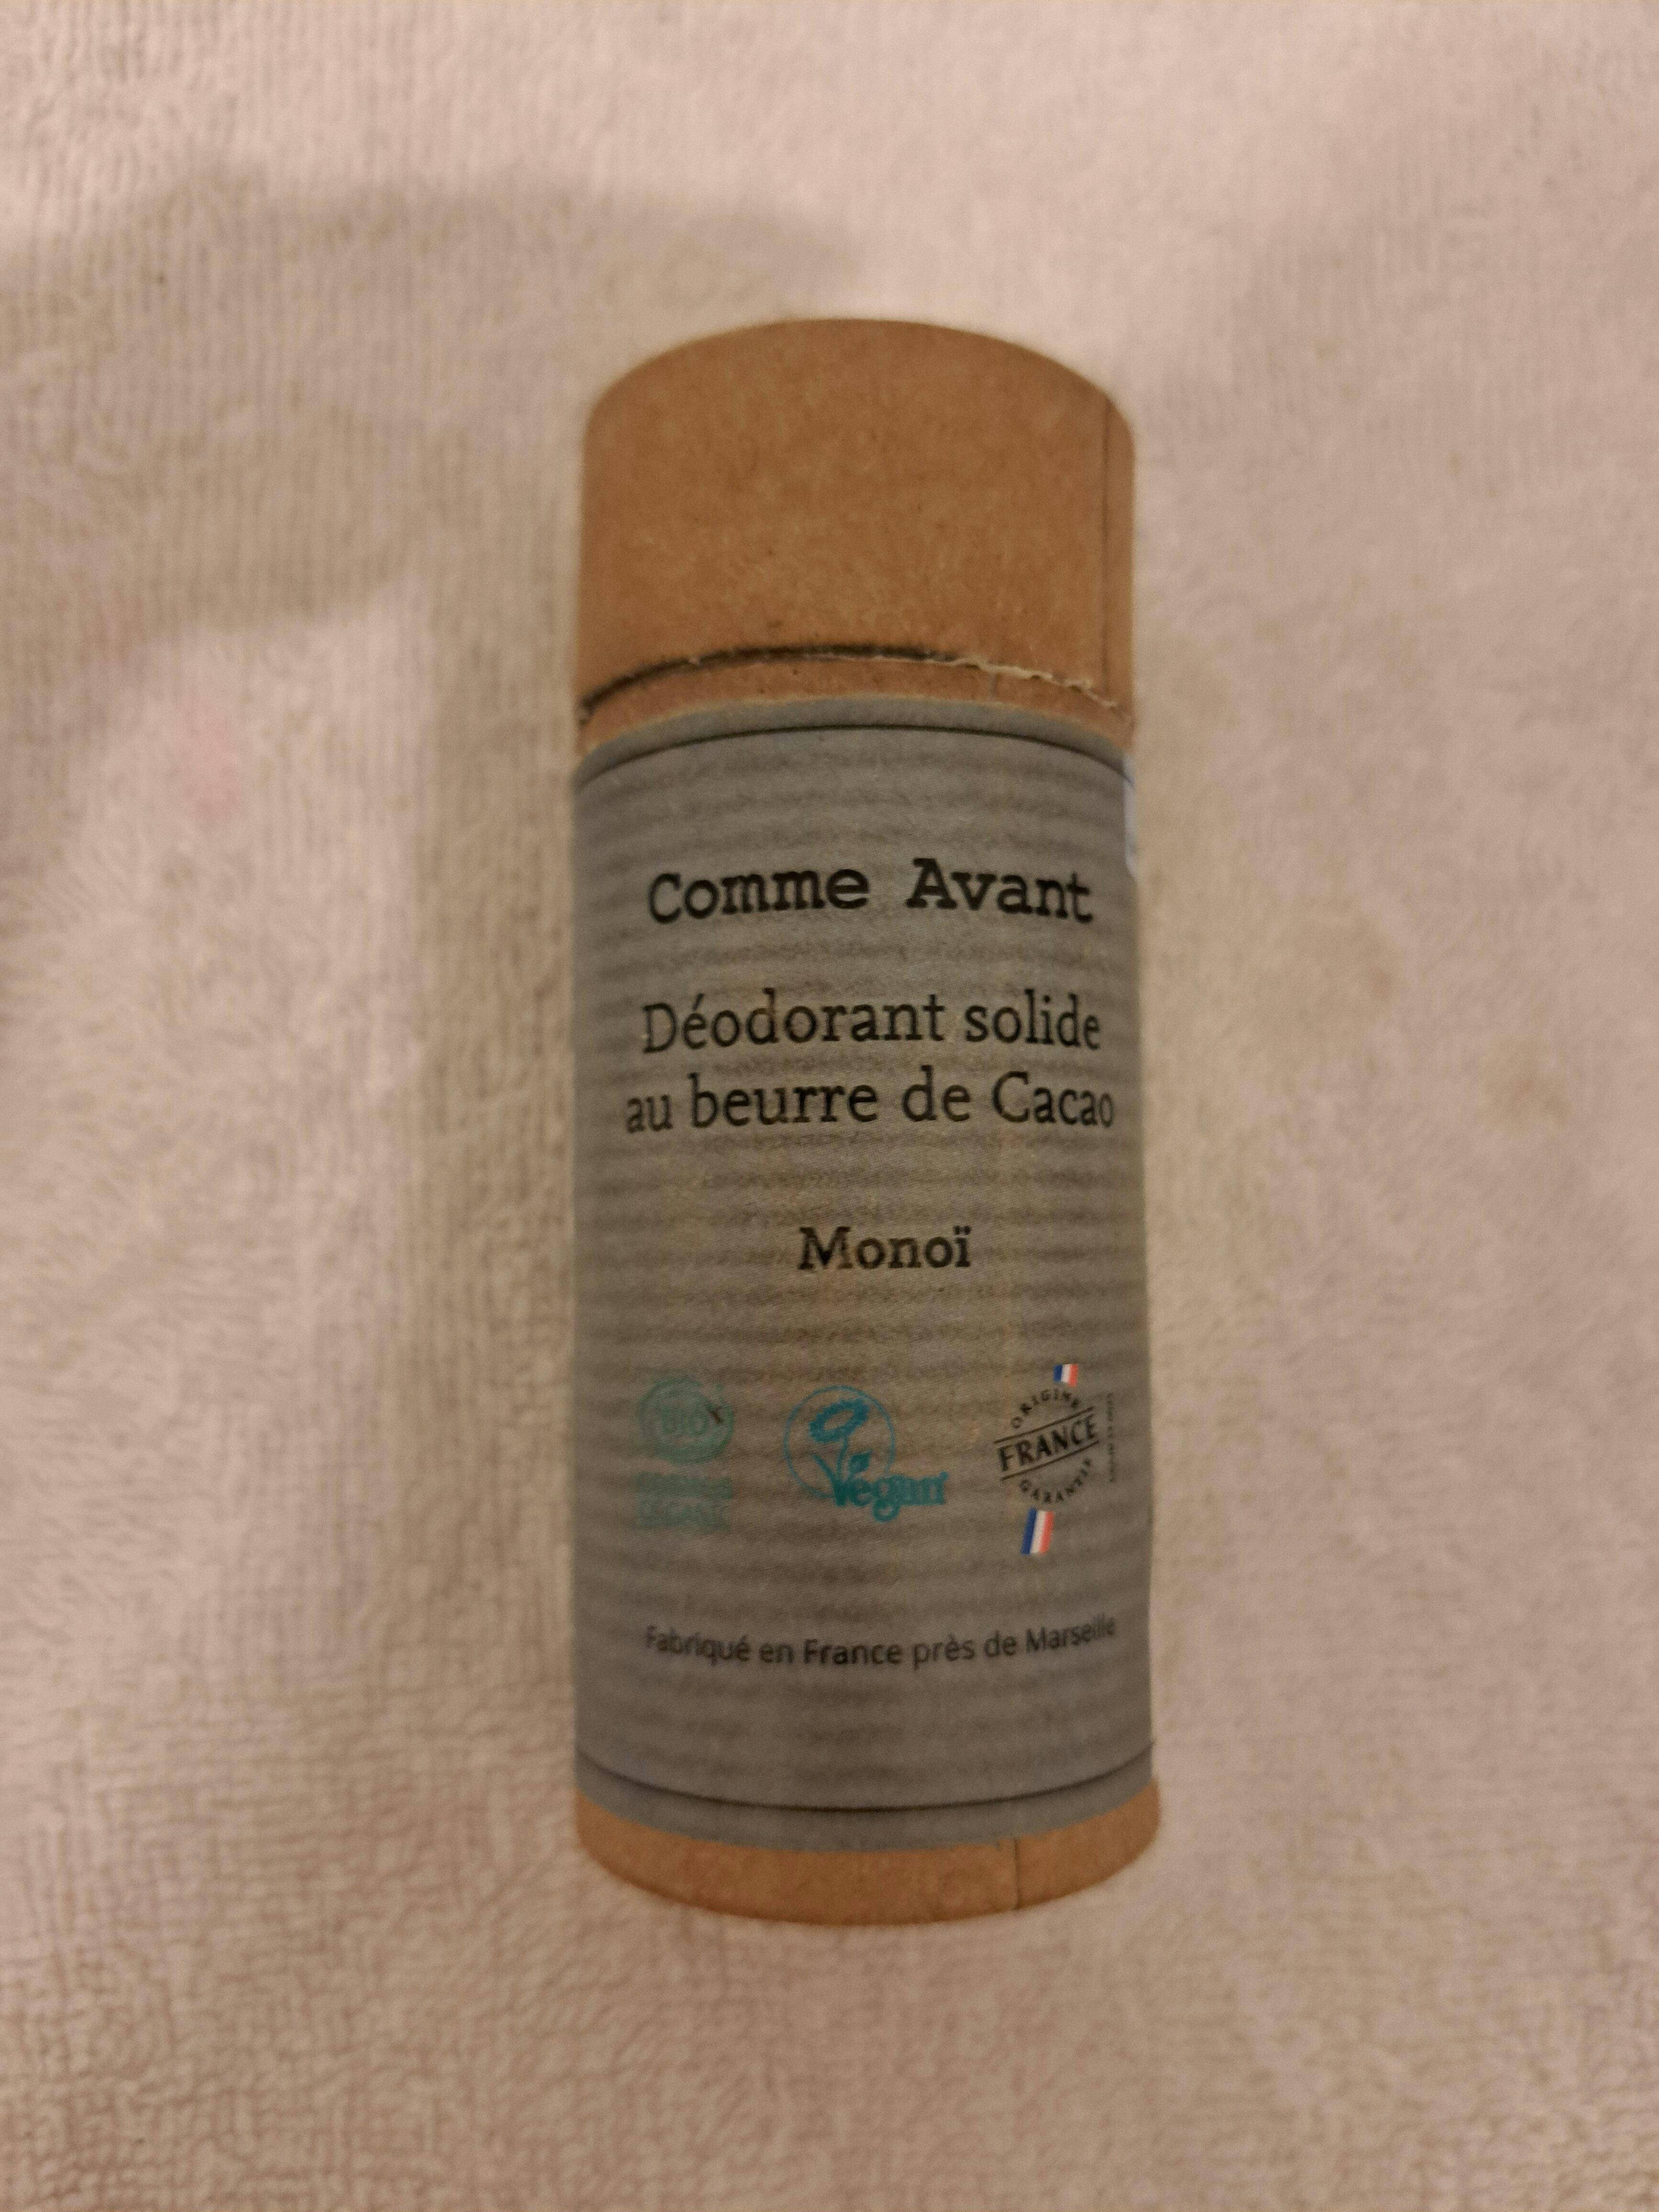 Comme Avant
Déodorant solide
au beurre de Cacao
Monoï
BIO
Vegan
ORIGINE
FRANCE
GARANTIE
Fabriqué en France près de Marseille